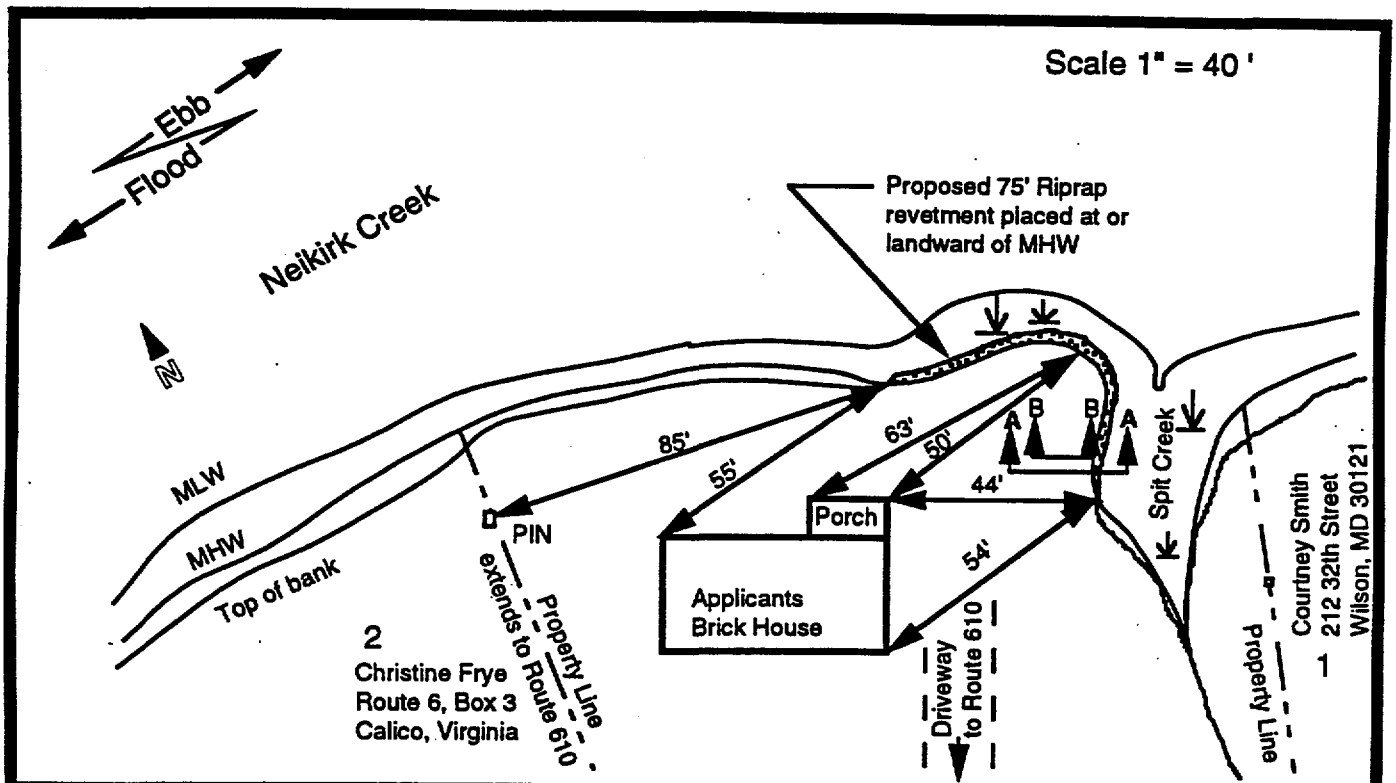 Scale 1" = 40 '
Ebb
Flood
Neikirk Creek
N
Proposed 75' Riprap
revetment placed at or
landward of MHW
MLW
MHW
Top of bank
85'
55'
63'
50'
44'
54'
A
B
B
A
PIN
Porch
Applicants
Brick House
Spit Creek
2
Christine Frye
Route 6, Box 3
Calico, Virginia
Property Line
extends to Route 610
Driveway
to Route 610
Property Line
1
Courtney Smith
212 32th Street
Wilson, MD 30121